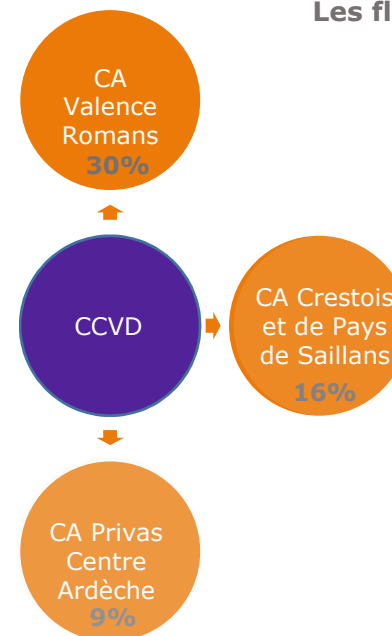 Les fl
CA
Valence
Romans
30%
CCVD
CA Crestois
et de Pays
de Saillans
16%
CA Privas
Centre
Ardèche
9%